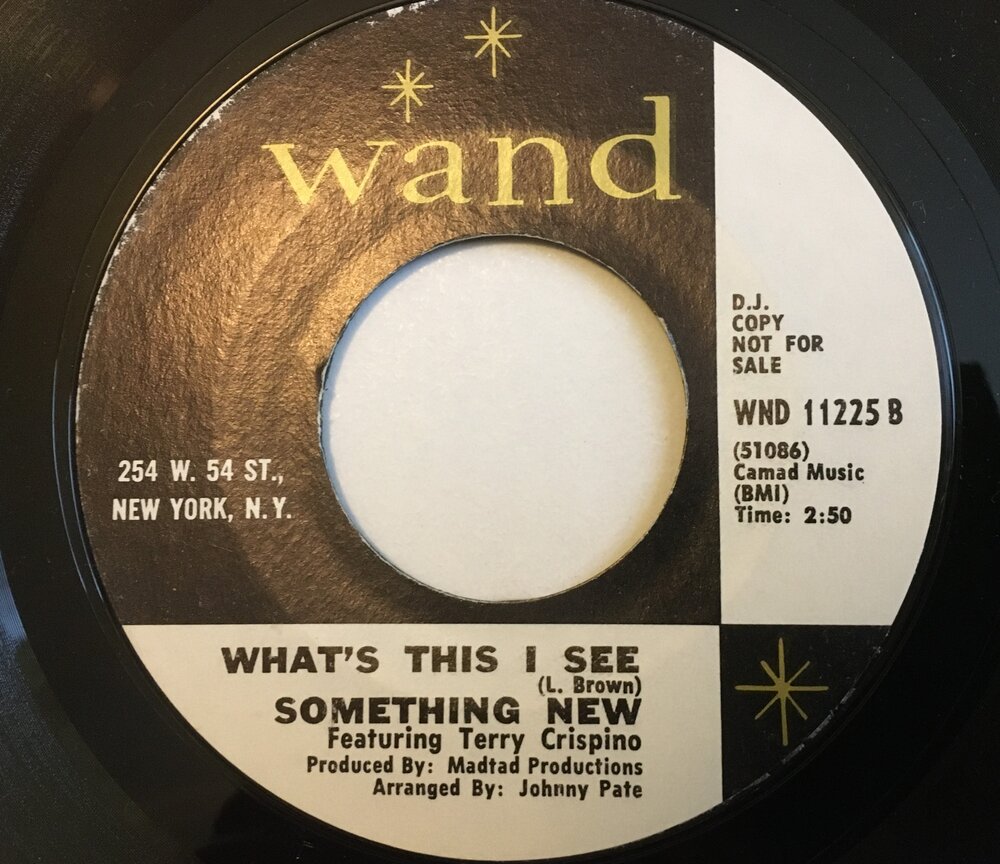 wand
D.J.
COPY
NOT FOR
SALE
WND 11225 B
(51086)
Camad Music
(BMI)
Time: 2:50
254 W. 54 ST.,
NEW YORK, N.Y.
WHAT'S THIS I SEE
(L. Brown)
SOMETHING NEW
Featuring Terry Crispino
Produced By: Madtad Productions
Arranged By: Johnny Pate